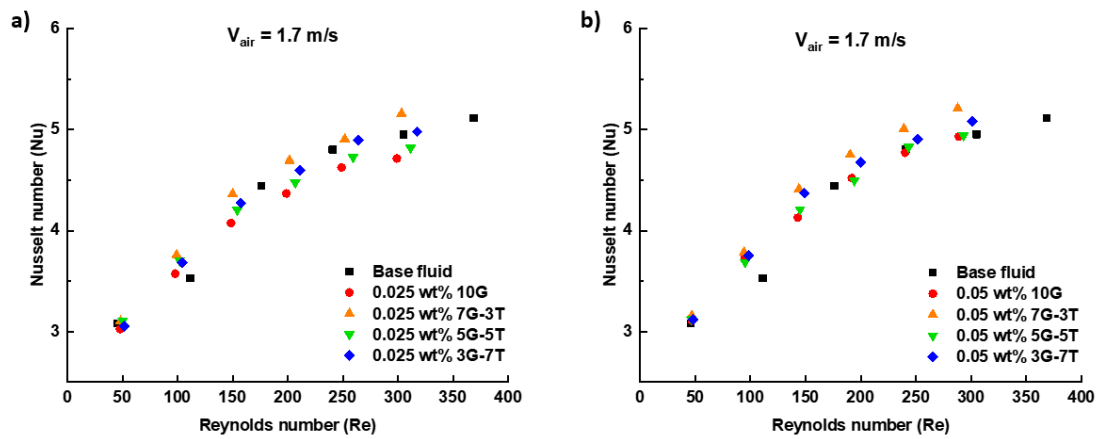 a)
V_air = 1.7 m/s
Nusselt number (Nu)
5
4
3
Base fluid
0.025 wt% 10G
0.025 wt% 7G-3T
0.025 wt% 5G-5T
0.025 wt% 3G-7T
0 50 100 150 200 250 300 350 400
Reynolds number (Re)
b)
V_air = 1.7 m/s
Nusselt number (Nu)
5
4
3
Base fluid
0.05 wt% 10G
0.05 wt% 7G-3T
0.05 wt% 5G-5T
0.05 wt% 3G-7T
0 50 100 150 200 250 300 350 400
Reynolds number (Re)